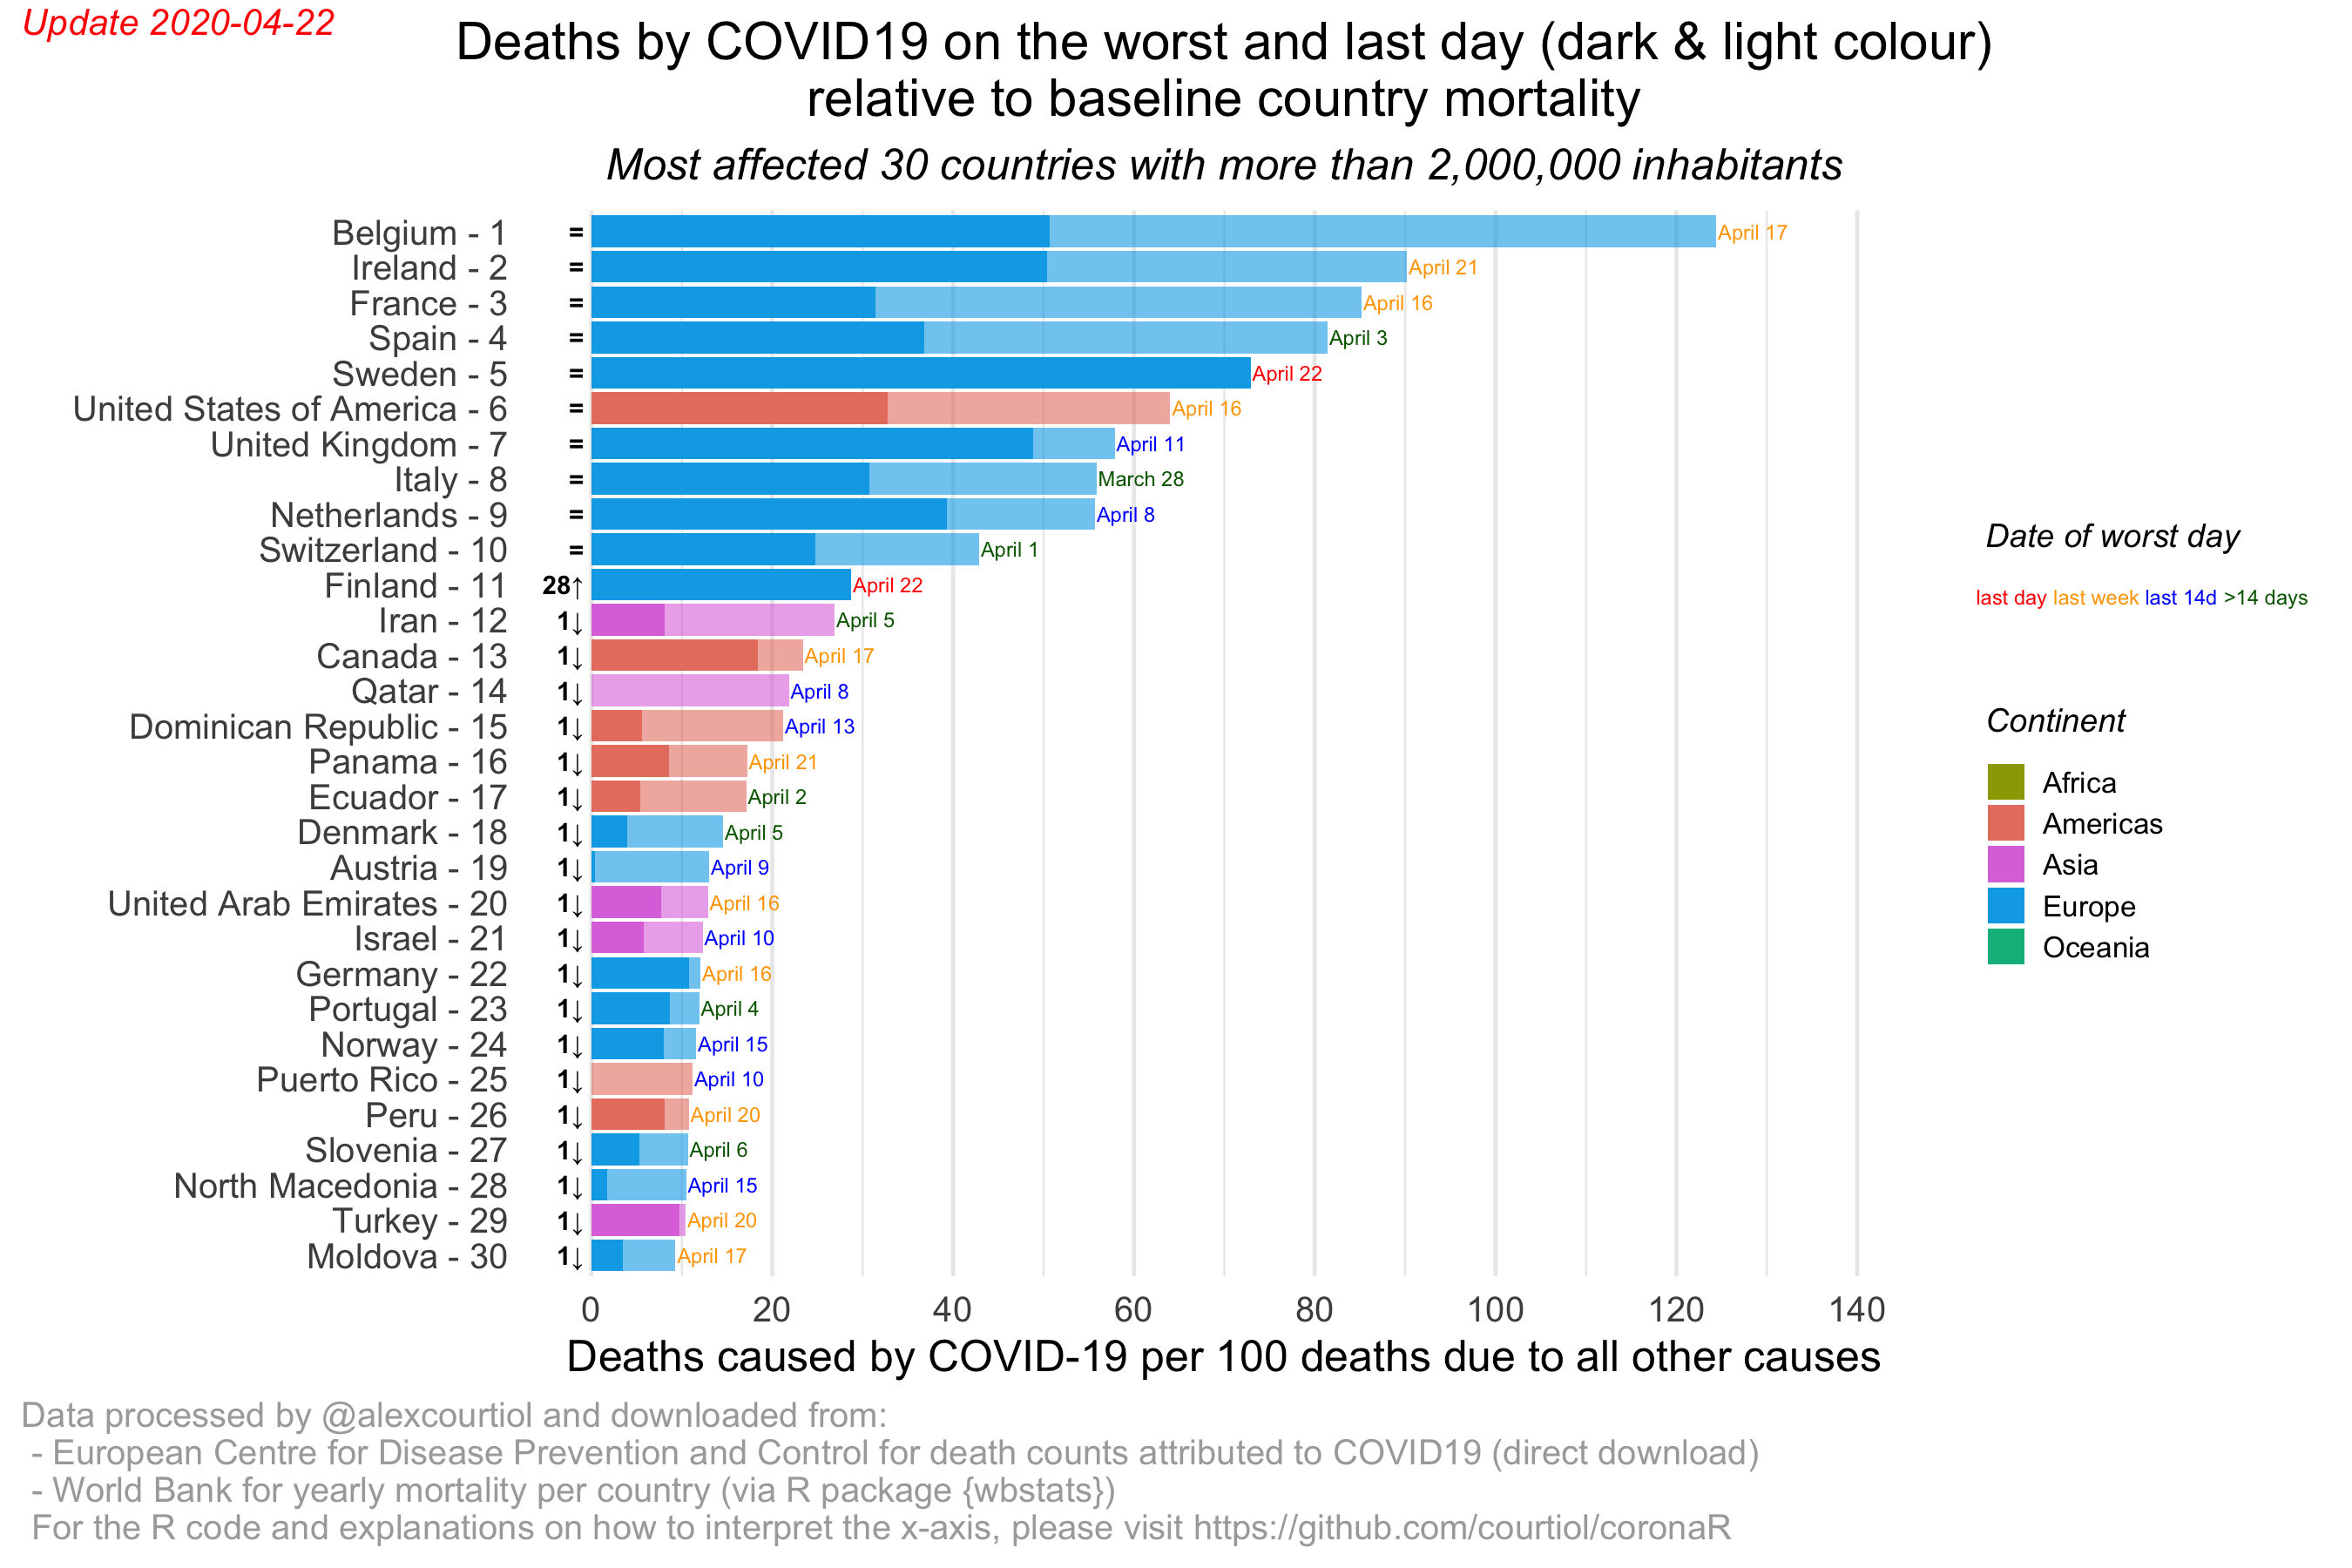 Update 2020-04-22
Deaths by COVID19 on the worst and last day (dark & light colour)
relative to baseline country mortality
Most affected 30 countries with more than 2,000,000 inhabitants
Belgium - 1 = April 17
Ireland - 2 = April 21
France - 3 = April 16
Spain - 4 = April 3
Sweden - 5 = April 22
United States of America - 6 = April 16
United Kingdom - 7 = April 11
Italy - 8 = March 28
Netherlands - 9 = April 8
Switzerland - 10 = April 1
Finland - 11 28↑ April 22
Iran - 12 1↓ April 5
Canada - 13 1↓ April 17
Qatar - 14 1↓ April 8
Dominican Republic - 15 1↓ April 13
Panama - 16 1↓ April 21
Ecuador - 17 1↓ April 2
Denmark - 18 1↓ April 5
Austria - 19 1↓ April 9
United Arab Emirates - 20 1↓ April 16
Israel - 21 1↓ April 10
Germany - 22 1↓ April 16
Portugal - 23 1↓ April 4
Norway - 24 1↓ April 15
Puerto Rico - 25 1↓ April 10
Peru - 26 1↓ April 20
Slovenia - 27 1↓ April 6
North Macedonia - 28 1↓ April 15
Turkey - 29 1↓ April 20
Moldova - 30 1↓ April 17
0 20 40 60 80 100 120 140
Deaths caused by COVID-19 per 100 deaths due to all other causes
Date of worst day
last day last week last 14d >14 days
Continent
Africa
Americas
Asia
Europe
Oceania
Data processed by @alexcourtiol and downloaded from:
- European Centre for Disease Prevention and Control for death counts attributed to COVID19 (direct download)
- World Bank for yearly mortality per country (via R package {wbstats})
For the R code and explanations on how to interpret the x-axis, please visit https://github.com/courtiol/coronaR